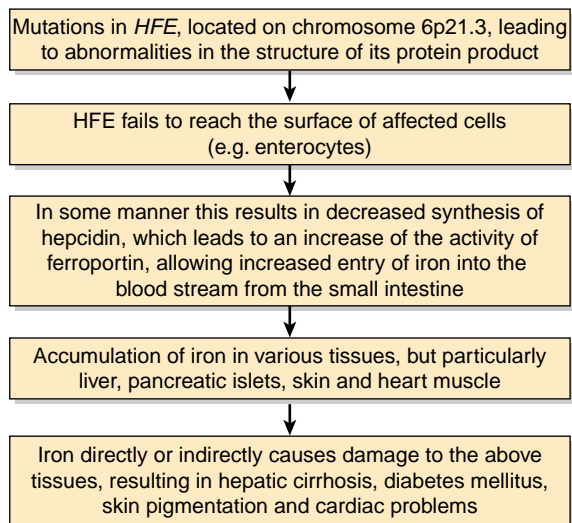 Mutations in HFE, located on chromosome 6p21.3, leading
to abnormalities in the structure of its protein product
HFE fails to reach the surface of affected cells
(e.g. enterocytes)
In some manner this results in decreased synthesis of
hepcidin, which leads to an increase of the activity of
ferroportin, allowing increased entry of iron into the
blood stream from the small intestine
Accumulation of iron in various tissues, but particularly
liver, pancreatic islets, skin and heart muscle
Iron directly or indirectly causes damage to the above
tissues, resulting in hepatic cirrhosis, diabetes mellitus,
skin pigmentation and cardiac problems